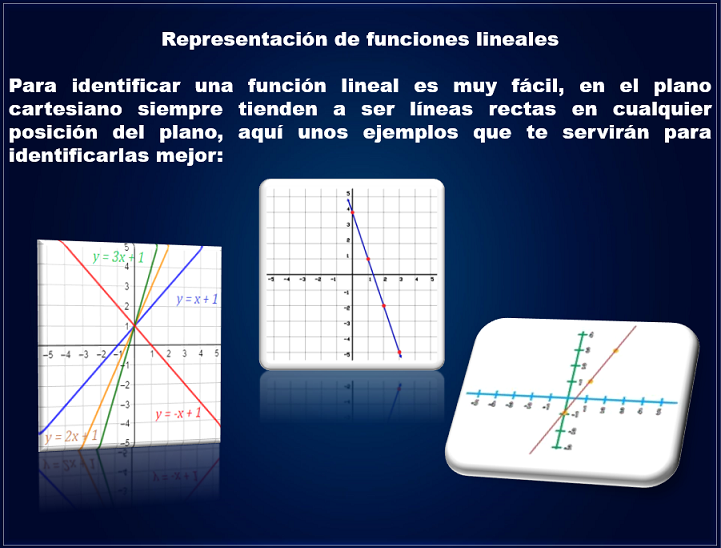 Representación de funciones lineales
Para identificar una función lineal es muy fácil, en el plano
cartesiano siempre tienden a ser líneas rectas en cualquier
posición del plano, aquí unos ejemplos que te servirán para
identificarlas mejor:
y = 3x + 1
y = x + 1
y = -x + 1
y = 2x + 1
5
4
3
2
1
-5 -4 -3 -2 -1 1 2 3 4 5
-1
-2
-3
-4
-5
5
4
3
2
1
-5 -4 -3 -2 -1 1 2 3 4 5
-1
-2
-3
-4
-5